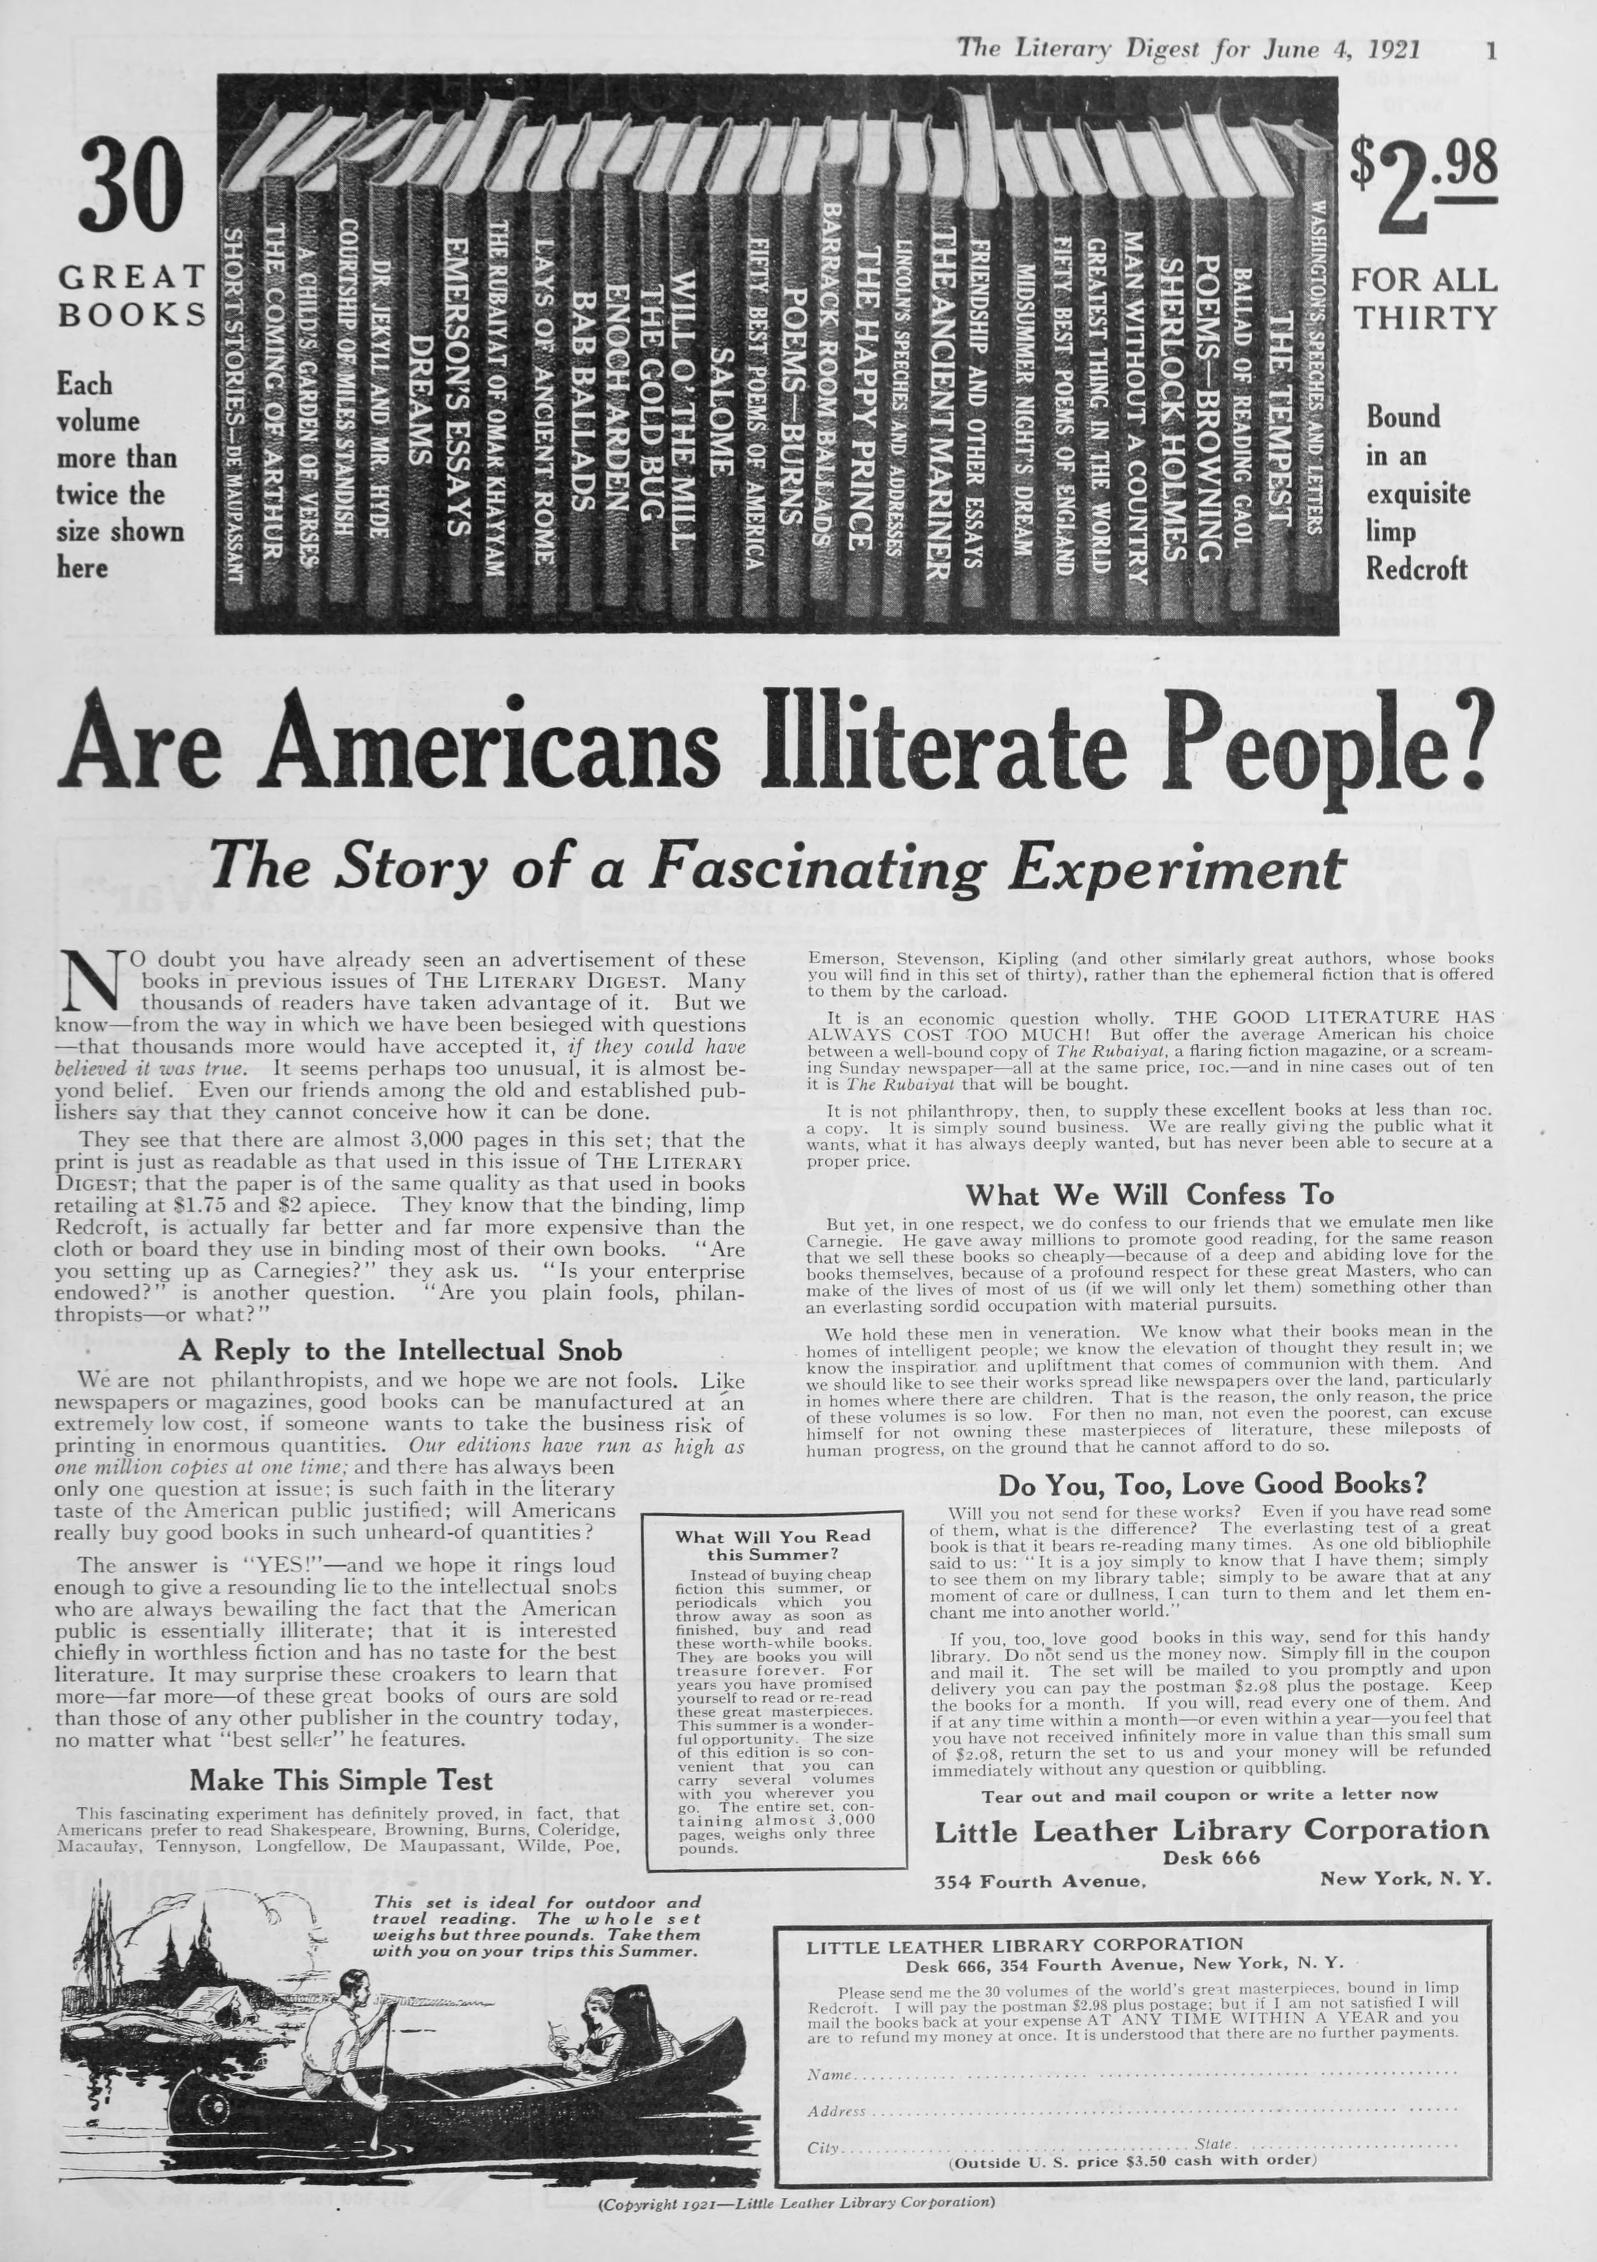 The Literary Digest for June 4, 1921 1
30
GREAT
BOOKS
Each
volume
more than
twice the
size shown
here
SHORT STORIES—DE MAUPASSANT
THE COMING OF ARTHUR
A CHILD'S GARDEN OF VERSES
COURTSHIP OF MILES STANDISH
DR. JEKYLL AND MR. HYDE
DREAMS
EMERSON'S ESSAYS
THE RUBAIYAT OF OMAR KHAYYAM
LAYS OF ANCIENT ROME
BAB BALLADS
ENOCH ARDEN
THE GOLD BUG
WILL O' THE MILL
SALOME
FIFTY BEST POEMS OF AMERICA
POEMS—BURNS
BARRACK ROOM BALLADS
THE HAPPY PRINCE
LINCOLN'S SPEECHES AND ADDRESSES
THE ANCIENT MARINER
FRIENDSHIP AND OTHER ESSAYS
MIDSUMMER NIGHT'S DREAM
FIFTY BEST POEMS OF ENGLAND
GREATEST THING IN THE WORLD
MAN WITHOUT A COUNTRY
SHERLOCK HOLMES
POEMS—BROWNING
BALLAD OF READING GAOL
THE TEMPEST
WASHINGTON'S SPEECHES AND LETTERS
$2.98
FOR ALL
THIRTY
Bound
in an
exquisite
limp
Redcroft
Are Americans Illiterate People?
The Story of a Fascinating Experiment
NO doubt you have already seen an advertisement of these
books in previous issues of THE LITERARY DIGEST. Many
thousands of readers have taken advantage of it. But we
know—from the way in which we have been besieged with questions
—that thousands more would have accepted it, if they could have
believed it was true. It seems perhaps too unusual, it is almost be-
yond belief. Even our friends among the old and established pub-
lishers say that they cannot conceive how it can be done.
They see that there are almost 3,000 pages in this set; that the
print is just as readable as that used in this issue of THE LITERARY
DIGEST; that the paper is of the same quality as that used in books
retailing at $1.75 and $2 apiece. They know that the binding, limp
Redcroft, is actually far better and far more expensive than the
cloth or board they use in binding most of their own books. "Are
you setting up as Carnegies?" they ask us. "Is your enterprise
endowed?" is another question. "Are you plain fools, philan-
thropists—or what?"
A Reply to the Intellectual Snob
We are not philanthropists, and we hope we are not fools. Like
newspapers or magazines, good books can be manufactured at an
extremely low cost, if someone wants to take the business risk of
printing in enormous quantities. Our editions have run as high as
one million copies at one time; and there has always been
only one question at issue; is such faith in the literary
taste of the American public justified; will Americans
really buy good books in such unheard-of quantities?
The answer is "YES!"—and we hope it rings loud
enough to give a resounding lie to the intellectual snobs
who are always bewailing the fact that the American
public is essentially illiterate; that it is interested
chiefly in worthless fiction and has no taste for the best
literature. It may surprise these croakers to learn that
more—far more—of these great books of ours are sold
than those of any other publisher in the country today,
no matter what "best seller" he features.
Make This Simple Test
This fascinating experiment has definitely proved, in fact, that
Americans prefer to read Shakespeare, Browning, Burns, Coleridge,
Macaulay, Tennyson, Longfellow, De Maupassant, Wilde, Poe,
Emerson, Stevenson, Kipling (and other similarly great authors, whose books
you will find in this set of thirty), rather than the ephemeral fiction that is offered
to them by the carload.
It is an economic question wholly. THE GOOD LITERATURE HAS
ALWAYS COST TOO MUCH! But offer the average American his choice
between a well-bound copy of The Rubaiyat, a flaring fiction magazine, or a scream-
ing Sunday newspaper—all at the same price, 10c.—and in nine cases out of ten
it is The Rubaiyat that will be bought.
It is not philanthropy, then, to supply these excellent books at less than 10c.
a copy. It is simply sound business. We are really giving the public what it
wants, what it has always deeply wanted, but has never been able to secure at a
proper price.
What We Will Confess To
But yet, in one respect, we do confess to our friends that we emulate men like
Carnegie. He gave away millions to promote good reading, for the same reason
that we sell these books so cheaply—because of a deep and abiding love for the
books themselves, because of a profound respect for these great Masters, who can
make of the lives of most of us (if we will only let them) something other than
an everlasting sordid occupation with material pursuits.
We hold these men in veneration. We know what their books mean in the
homes of intelligent people; we know the elevation of thought they result in; we
know the inspiration and upliftment that comes of communion with them. And
we should like to see their works spread like newspapers over the land, particularly
in homes where there are children. That is the reason, the only reason, the price
of these volumes is so low. For then no man, not even the poorest, can excuse
himself for not owning these masterpieces of literature, these mileposts of
human progress, on the ground that he cannot afford to do so.
What Will You Read
this Summer?
Instead of buying cheap
fiction this summer, or
periodicals which you
throw away as soon as
finished, buy and read
these worth-while books.
They are books you will
treasure forever. For
years you have promised
yourself to read or re-read
these great masterpieces.
This summer is a wonder-
ful opportunity. The size
of this edition is so con-
venient that you can
carry several volumes
with you wherever you
go. The entire set, con-
taining almost 3,000
pages, weighs only three
pounds.
Do You, Too, Love Good Books?
Will you not send for these works? Even if you have read some
of them, what is the difference? The everlasting test of a great
book is that it bears re-reading many times. As one old bibliophile
said to us: "It is a joy simply to know that I have them; simply
to see them on my library table; simply to be aware that at any
moment of care or dullness, I can turn to them and let them en-
chant me into another world."
If you, too, love good books in this way, send for this handy
library. Do not send us the money now. Simply fill in the coupon
and mail it. The set will be mailed to you promptly and upon
delivery you can pay the postman $2.98 plus the postage. Keep
the books for a month. If you will, read every one of them. And
if at any time within a month—or even within a year—you feel that
you have not received infinitely more in value than this small sum
of $2.98, return the set to us and your money will be refunded
immediately without any question or quibbling.
Tear out and mail coupon or write a letter now
Little Leather Library Corporation
Desk 666
354 Fourth Avenue, New York, N. Y.
This set is ideal for outdoor and
travel reading. The whole set
weighs but three pounds. Take them
with you on your trips this Summer.
LITTLE LEATHER LIBRARY CORPORATION
Desk 666, 354 Fourth Avenue, New York, N. Y.
Please send me the 30 volumes of the world's great masterpieces, bound in limp
Redcroft. I will pay the postman $2.98 plus postage; but if I am not satisfied I will
mail the books back at your expense AT ANY TIME WITHIN A YEAR and you
are to refund my money at once. It is understood that there are no further payments.
Name
Address
City State
(Outside U. S. price $3.50 cash with order)
(Copyright 1921—Little Leather Library Corporation)